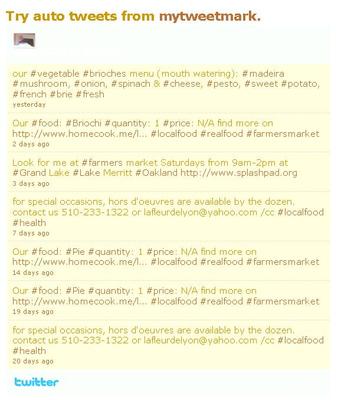 Try auto tweets from mytweetmark.
our #vegetable #brioches menu (mouth watering): #madeira
#mushroom, #onion, #spinach & #cheese, #pesto, #sweet #potato,
#french #brie #fresh
yesterday
Our #food: #Briochi #quantity: 1 #price: N/A find more on
http://www.homecook.me/l... #localfood #realfood #farmersmarket
2 days ago
Look for me at #farmers market Saturdays from 9am-2pm at
#Grand Lake #Lake Merritt #Oakland http://www.splashpad.org
3 days ago
for special occasions, hors d'oeuvres are available by the dozen.
contact us 510-233-1322 or lafleurdelyon@yahoo.com /cc #localfood
#health
7 days ago
Our #food: #Pie #quantity: 1 #price: N/A find more on
http://www.homecook.me/l... #localfood #realfood #farmersmarket
14 days ago
Our #food: #Pie #quantity: 1 #price: N/A find more on
http://www.homecook.me/l... #localfood #realfood #farmersmarket
19 days ago
for special occasions, hors d'oeuvres are available by the dozen.
contact us 510-233-1322 or lafleurdelyon@yahoo.com /cc #localfood
#health
20 days ago
twitter